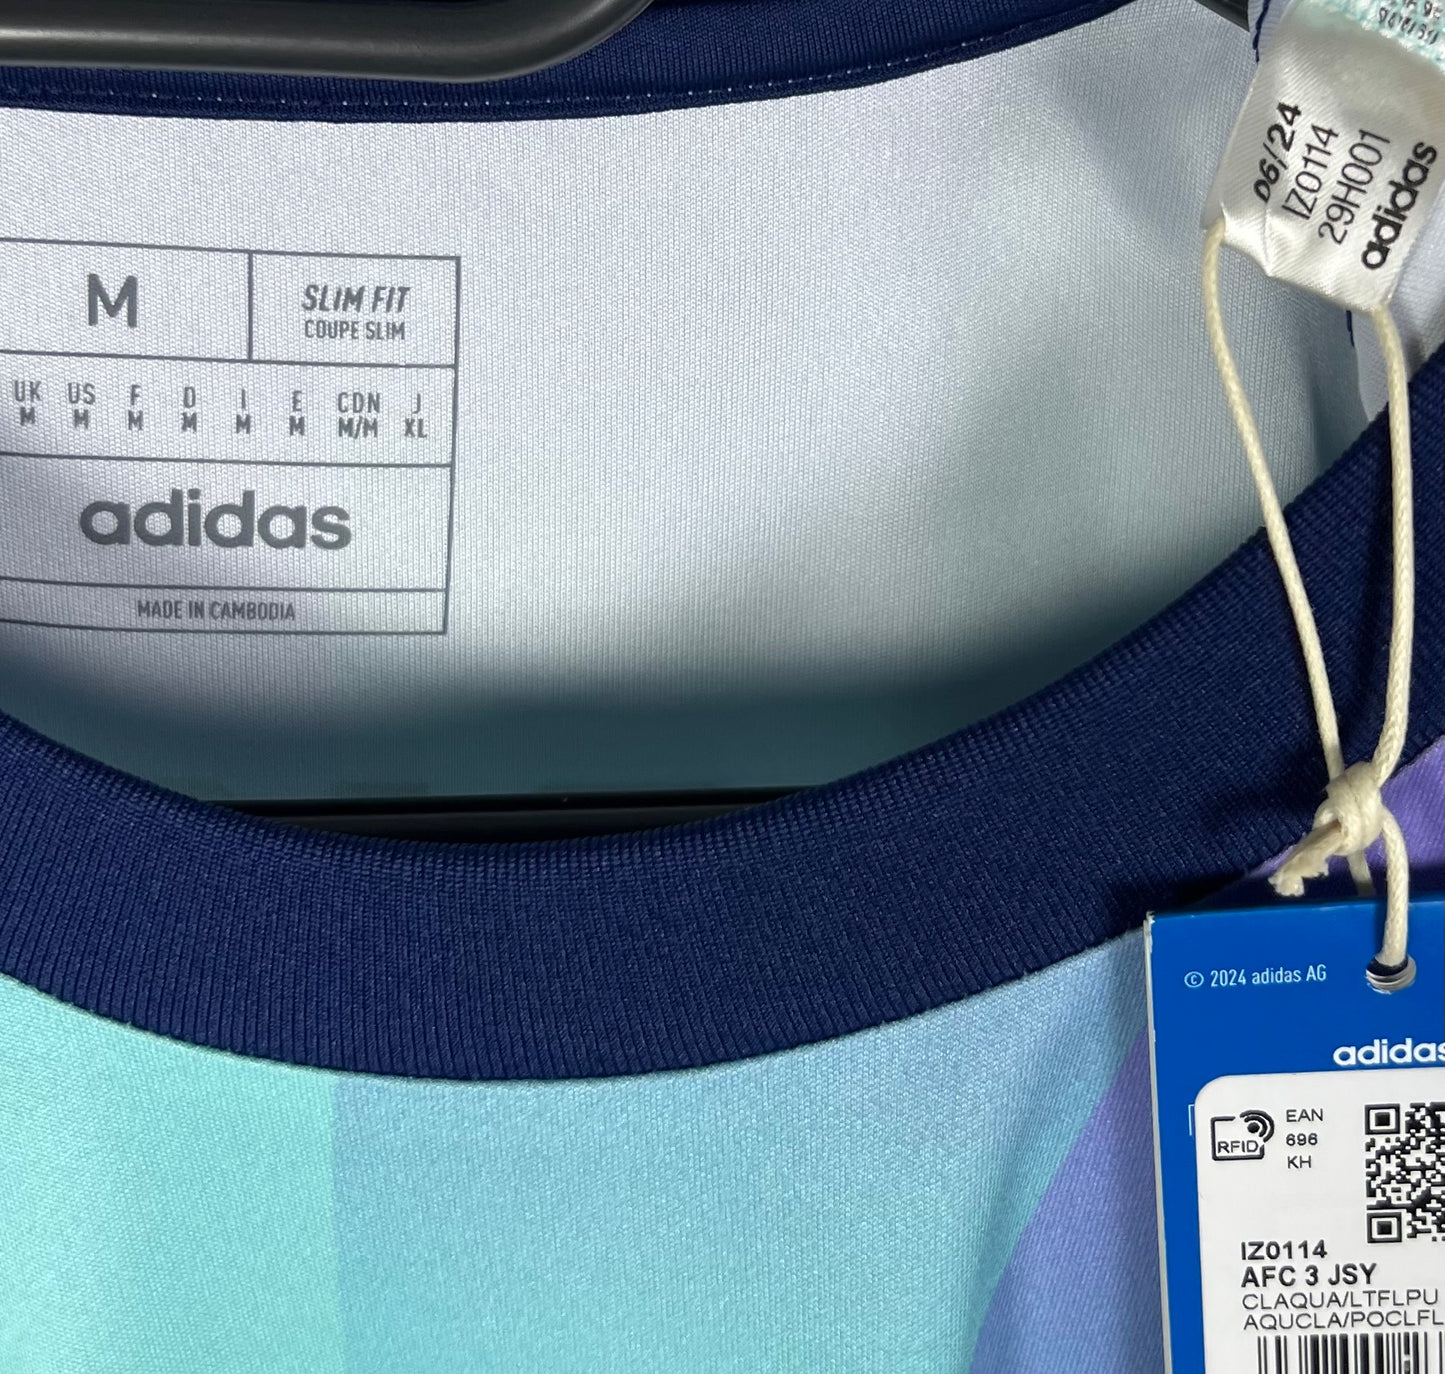 D6/24
IZ0114
29H001
adidas
M
SLIM FIT
COUPE SLIM
UK US F D I E CDN J
M M M M M M M/M XL
adidas
MADE IN CAMBODIA
© 2024 adidas AG
adidas
RFID
EAN
696
KH
IZ0114
AFC 3 JSY
CLAQUA/LTFLPU
AQUCLA/POCLFL